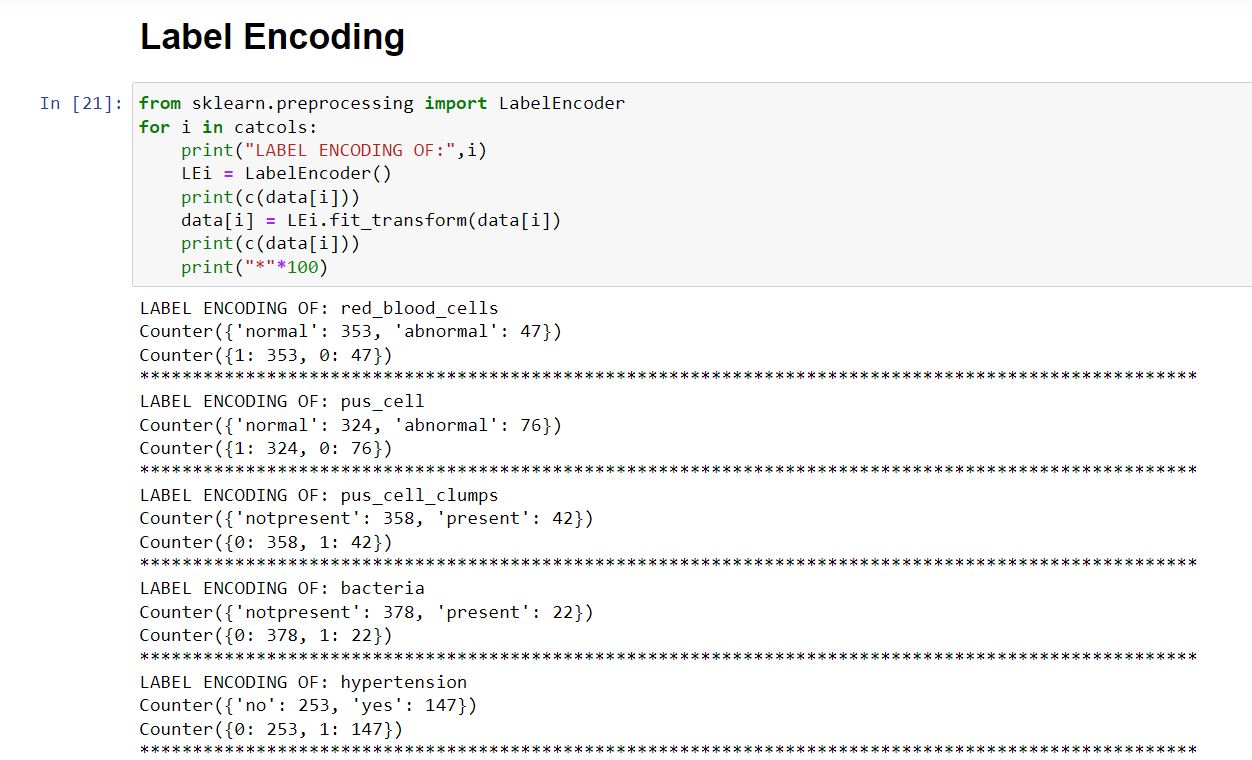 Label Encoding
In [21]: from sklearn.preprocessing import LabelEncoder
for i in catcols:
    print("LABEL ENCODING OF:",i)
    LEi = LabelEncoder()
    print(c(data[i]))
    data[i] = LEi.fit_transform(data[i])
    print(c(data[i]))
    print("*"*100)
LABEL ENCODING OF: red_blood_cells
Counter({'normal': 353, 'abnormal': 47})
Counter({1: 353, 0: 47})
****************************************************************************************************
LABEL ENCODING OF: pus_cell
Counter({'normal': 324, 'abnormal': 76})
Counter({1: 324, 0: 76})
****************************************************************************************************
LABEL ENCODING OF: pus_cell_clumps
Counter({'notpresent': 358, 'present': 42})
Counter({0: 358, 1: 42})
****************************************************************************************************
LABEL ENCODING OF: bacteria
Counter({'notpresent': 378, 'present': 22})
Counter({0: 378, 1: 22})
****************************************************************************************************
LABEL ENCODING OF: hypertension
Counter({'no': 253, 'yes': 147})
Counter({0: 253, 1: 147})
****************************************************************************************************